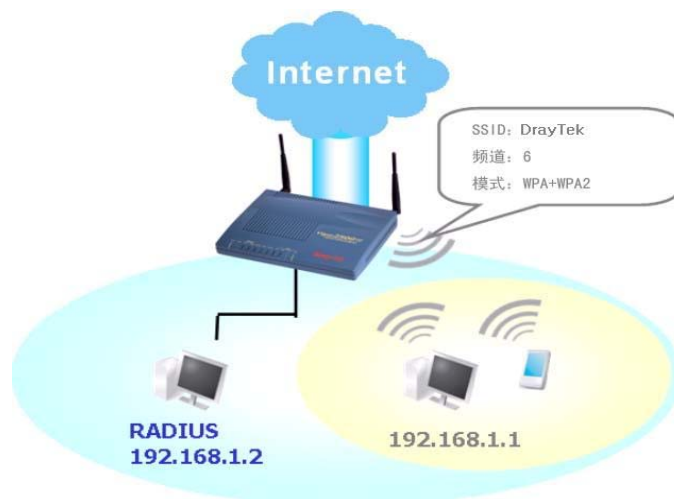 Internet
SSID: DrayTek
频道: 6
模式: WPA+WPA2
RADIUS
192.168.1.2
192.168.1.1